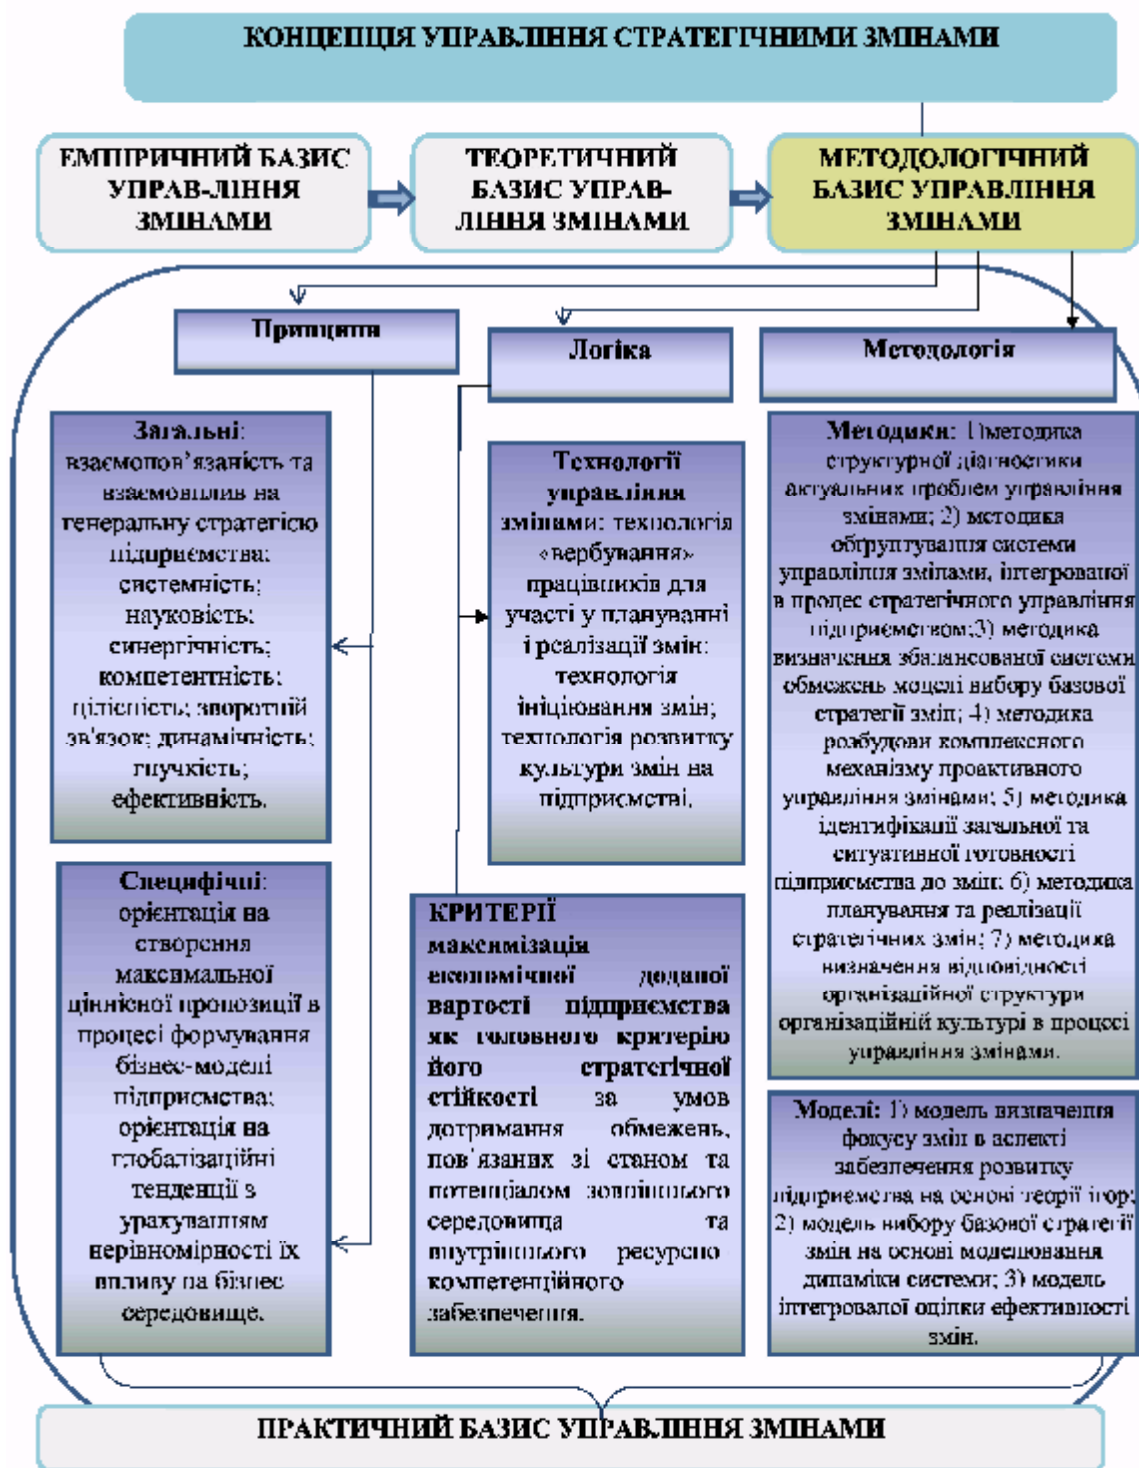 КОНЦЕПЦІЯ УПРАВЛІННЯ СТРАТЕГІЧНИМИ ЗМІНАМИ
ЕМПІРИЧНИЙ БАЗИС
УПРАВ-ЛІННЯ
ЗМІНАМИ
ТЕОРЕТИЧНИЙ
БАЗИС УПРАВ-
ЛІННЯ ЗМІНАМИ
МЕТОДОЛОГІЧНИЙ
БАЗИС УПРАВЛІННЯ
ЗМІНАМИ
Принципи
Логіка
Методологія
Загальні:
взаємопов’язаність та
взаємовплив на
генеральну стратегією
підприємства;
системність;
науковість;
синергічність;
компетентність;
цілісність; зворотній
зв'язок; динамічність;
гнучкість;
ефективність.
Специфічні:
орієнтація на
створення
максимальної
ціннісної пропозиції в
процесі формування
бізнес-моделі
підприємства;
орієнтація на
глобалізаційні
тенденції з
урахуванням
нерівномірності їх
впливу на бізнес
середовище.
Технології
управління
змінами: технологія
«вербування»
працівників для
участі у плануванні
і реалізації змін;
технологія
ініціювання змін;
технологія розвитку
культури змін на
підприємстві.
КРИТЕРІЇ
максимізація
економічної доданої
вартості підприємства
як головного критерію
його стратегічної
стійкості за умов
дотримання обмежень,
пов'язаних зі станом та
потенціалом зовнішнього
середовища та
внутрішнього ресурсно-
компетенційного
забезпечення.
Методики: 1)методика
структурної діагностики
актуальних проблем управління
змінами; 2) методика
обґрунтування системи
управління змінами, інтегрованої
в процес стратегічного управління
підприємством;3) методика
визначення збалансованої системи
обмежень моделі вибору базової
стратегії змін; 4) методика
розбудови комплексного
механізму проактивного
управління змінами; 5) методика
ідентифікації загальної та
ситуативної готовності
підприємства до змін; 6) методика
планування та реалізації
стратегічних змін; 7) методика
визначення відповідності
організаційної структури
організаційній культурі в процесі
управління змінами.
Моделі: 1) модель визначення
фокусу змін в аспекті
забезпечення розвитку
підприємства на основі теорії ігор;
2) модель вибору базової стратегії
змін на основі моделювання
динаміки системи; 3) модель
інтегрованої оцінки ефективності
змін.
ПРАКТИЧНИЙ БАЗИС УПРАВЛІННЯ ЗМІНАМИ